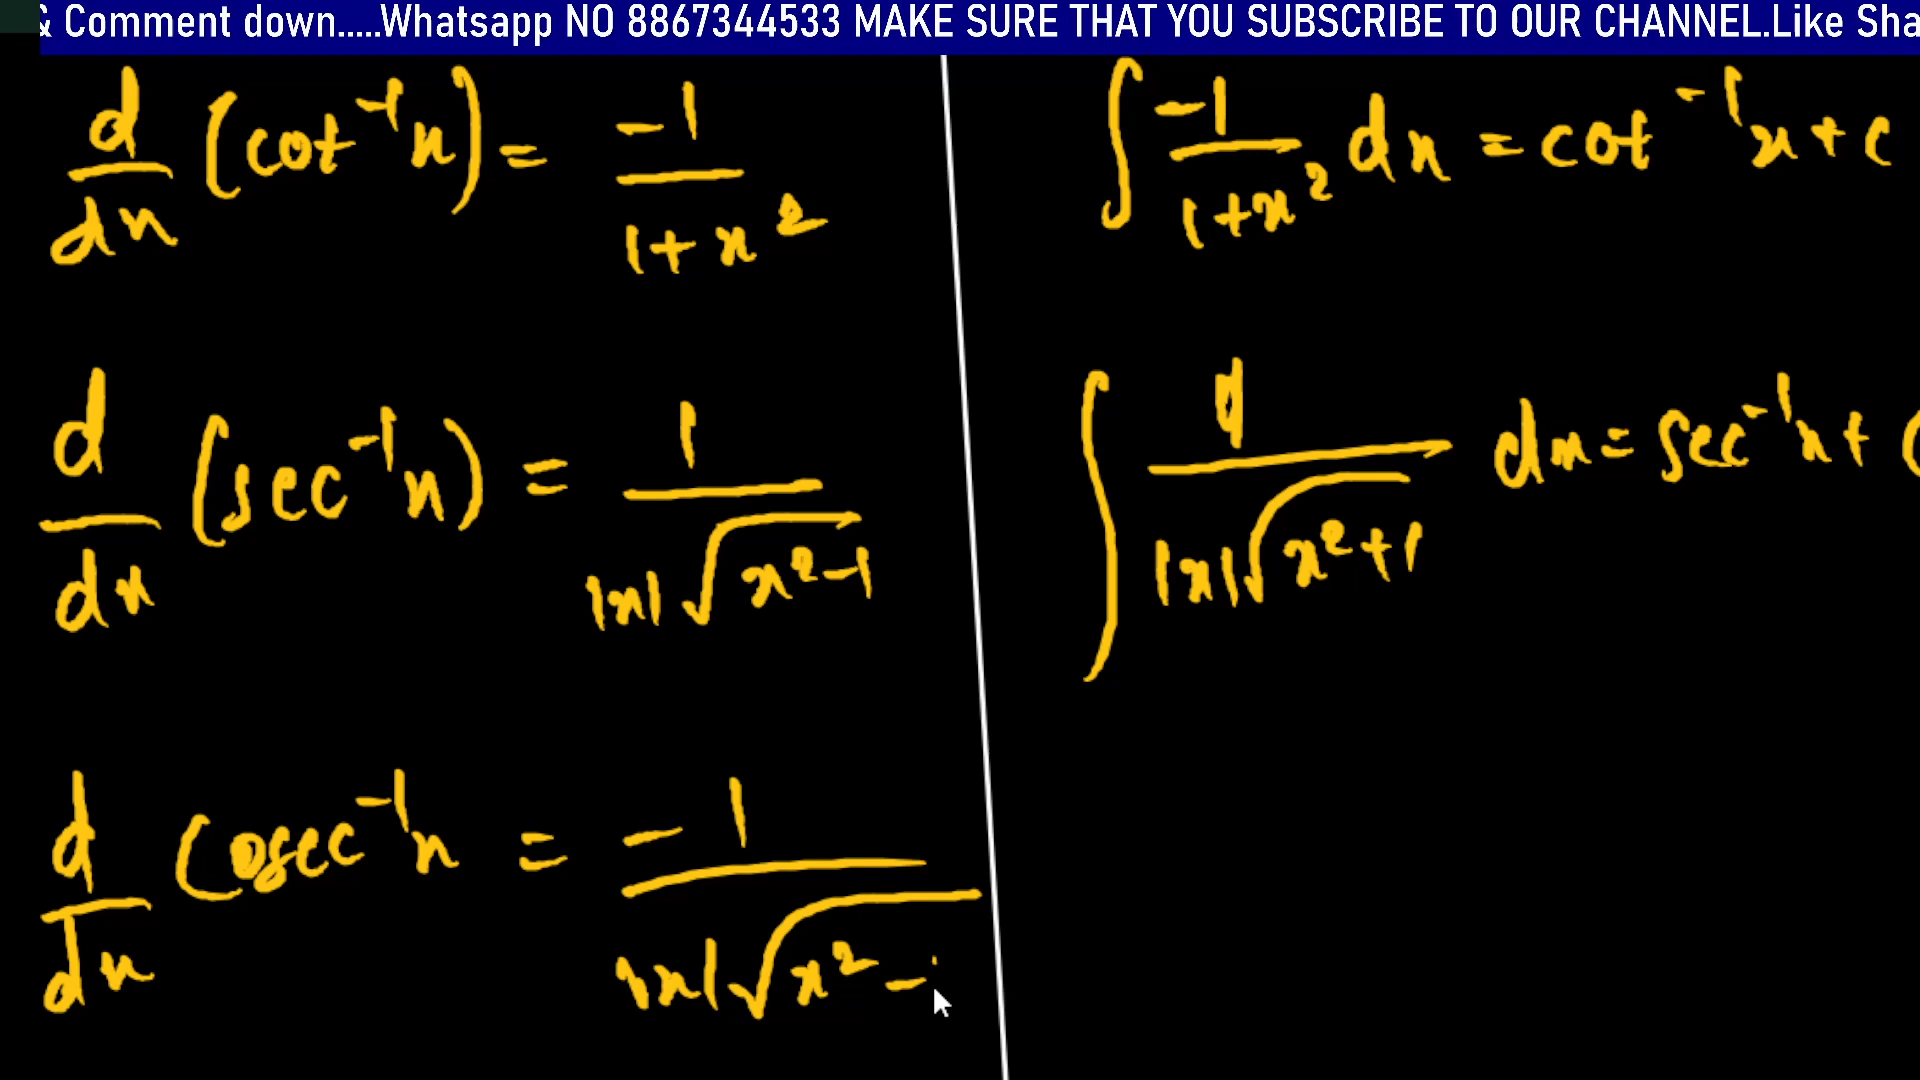 & Comment down.....Whatsapp NO 8867344533 MAKE SURE THAT YOU SUBSCRIBE TO OUR CHANNEL.Like Sha
d/dx (cot⁻¹x) = -1/(1+x²)
∫ -1/(1+x²) dx = cot⁻¹x + c
d/dx (sec⁻¹x) = 1/(|x|√(x²-1))
∫ 1/(|x|√(x²+1)) dx = sec⁻¹x + c
d/dx cosec⁻¹x = -1/(|x|√(x²-